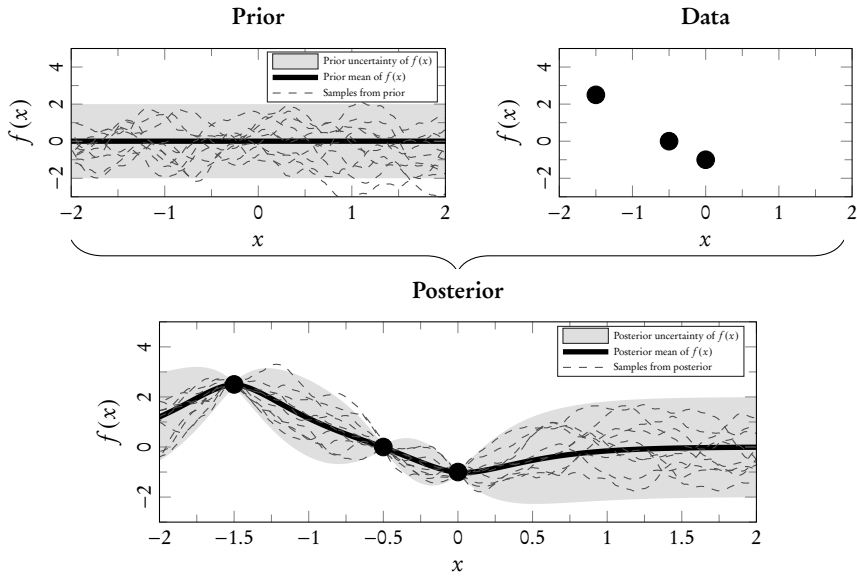 Prior
Data
Prior uncertainty of f(x)
Prior mean of f(x)
Samples from prior
f(x)
4
2
0
−2
−2 −1 0 1 2
x
f(x)
4
2
0
−2
−2 −1 0 1 2
x
Posterior
Posterior uncertainty of f(x)
Posterior mean of f(x)
Samples from posterior
f(x)
4
2
0
−2
−2 −1.5 −1 −0.5 0 0.5 1 1.5 2
x